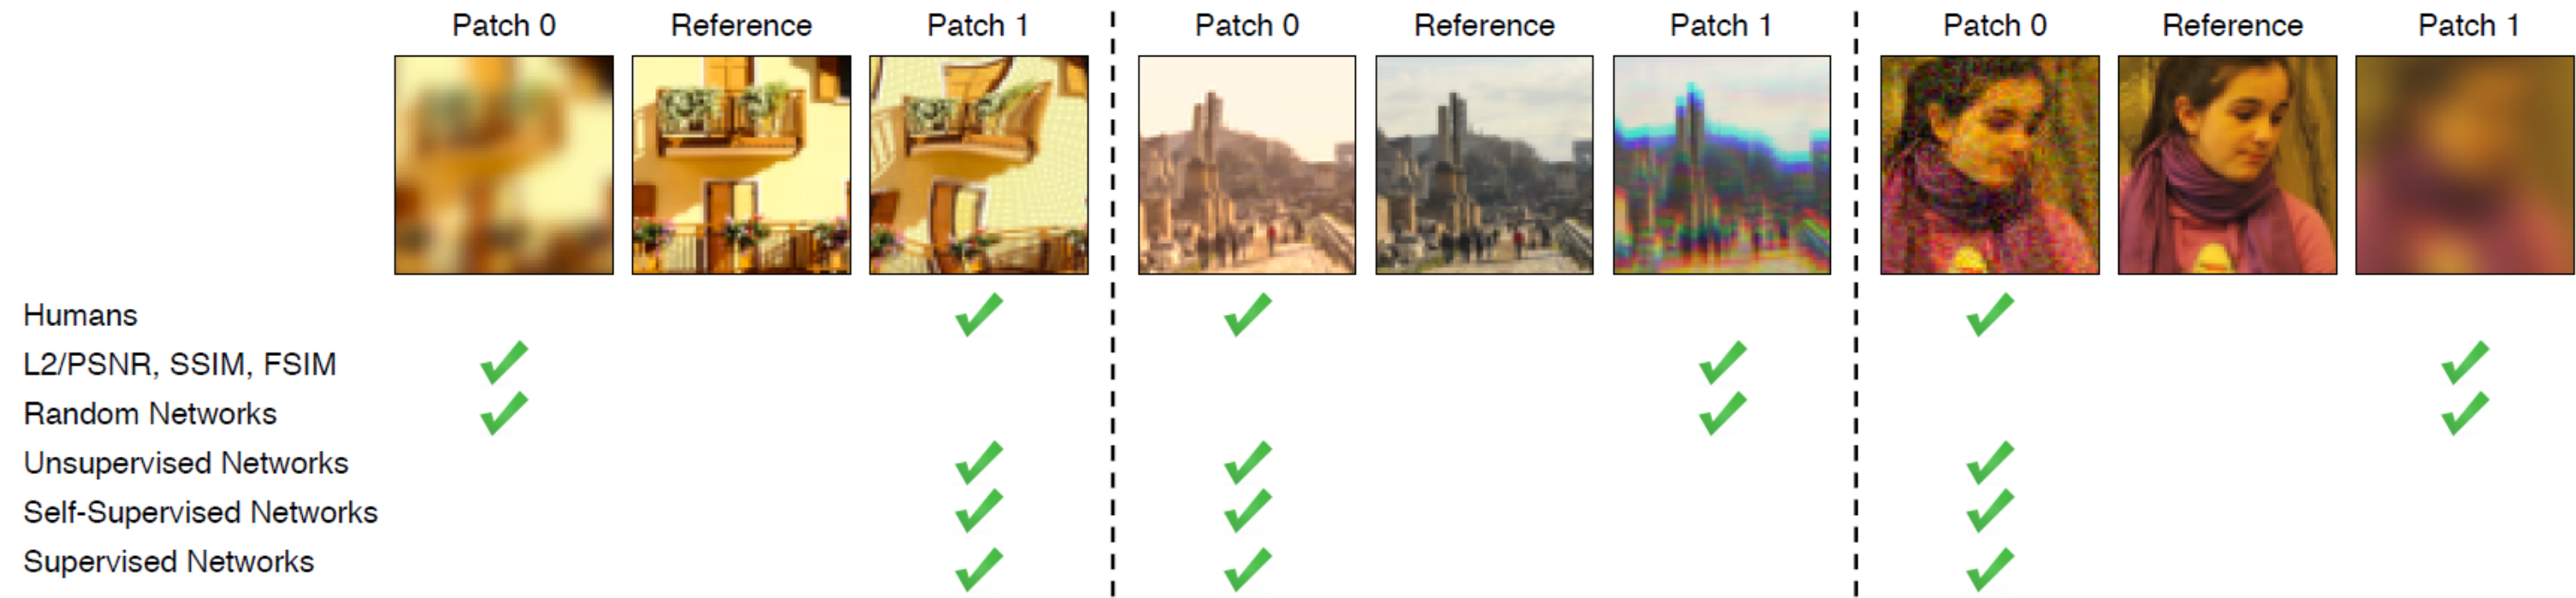 Patch 0 Reference Patch 1 Patch 0 Reference Patch 1 Patch 0 Reference Patch 1
Humans
L2/PSNR, SSIM, FSIM
Random Networks
Unsupervised Networks
Self-Supervised Networks
Supervised Networks